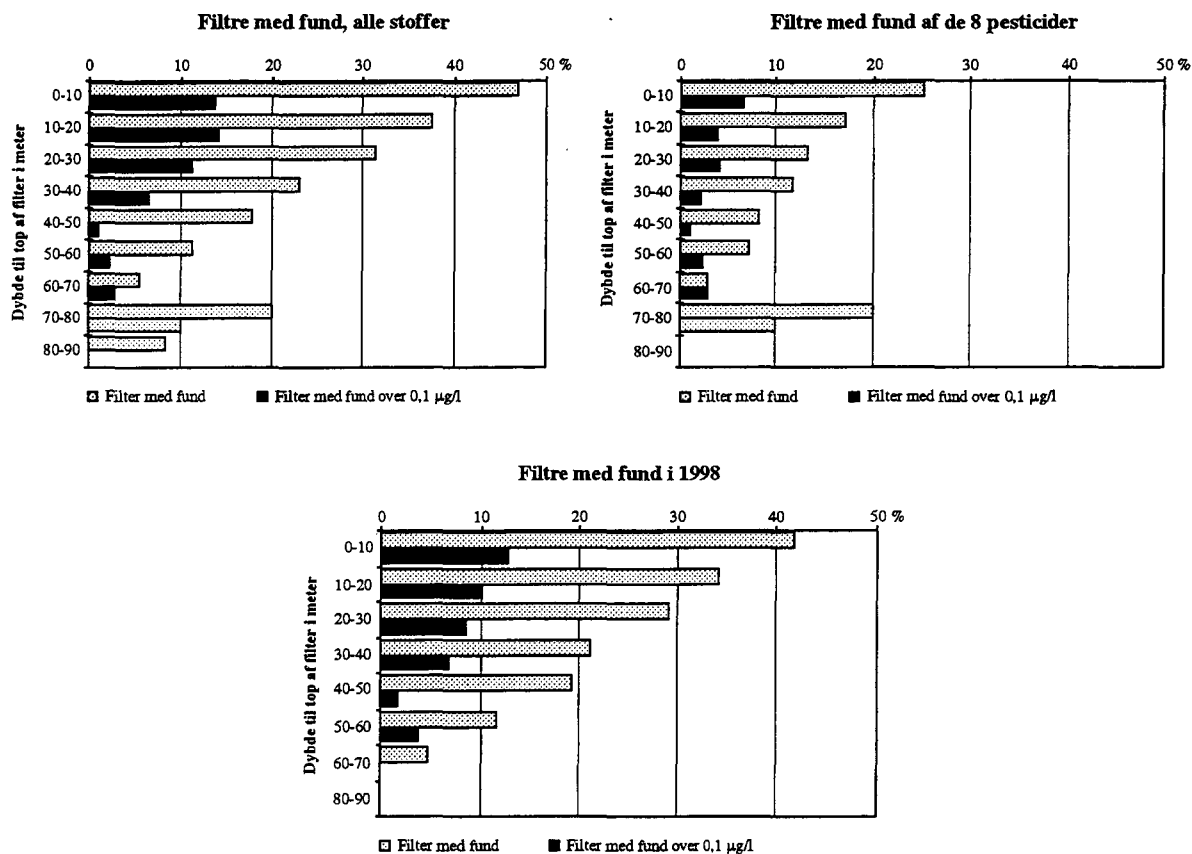 Filtre med fund, alle stoffer
0 10 20 30 40 50 %
Dybde til top af filter i meter
0-10
10-20
20-30
30-40
40-50
50-60
60-70
70-80
80-90
Filter med fund Filter med fund over 0,1 µg/l
Filtre med fund af de 8 pesticider
0 10 20 30 40 50 %
Dybde til top af filter i meter
0-10
10-20
20-30
30-40
40-50
50-60
60-70
70-80
80-90
Filter med fund Filter med fund over 0,1 µg/l
Filtre med fund i 1998
0 10 20 30 40 50 %
Dybde til top af filter i meter
0-10
10-20
20-30
30-40
40-50
50-60
60-70
80-90
Filter med fund Filter med fund over 0,1 µg/l